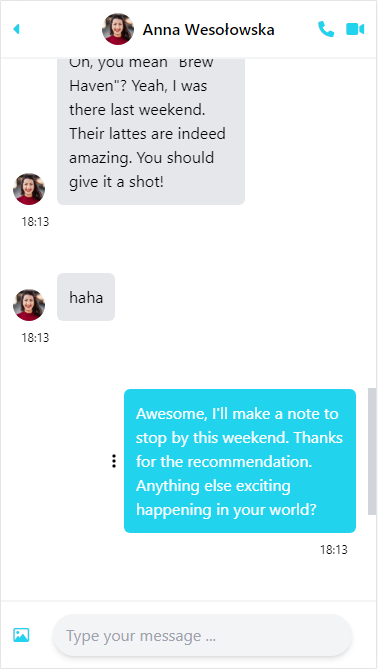 Anna Wesołowska
Oh, you mean "Brew
Haven"? Yeah, I was
there last weekend.
Their lattes are indeed
amazing. You should
give it a shot!
18:13
haha
18:13
Awesome, I'll make a note to
stop by this weekend. Thanks
for the recommendation.
Anything else exciting
happening in your world?
18:13
Type your message ...